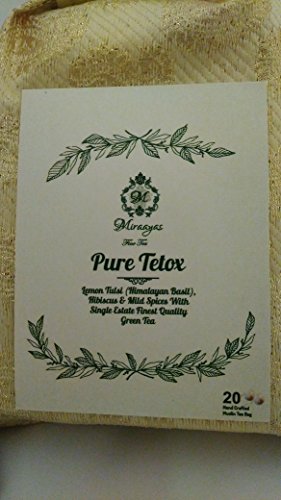 M
Miraayas
Fine Tea
Pure Tetox
Lemon Tulsi (Himalayan Basil),
Hibiscus & Mild Spices With
Single Estate Finest Quality
Green Tea
20
Hand Crafted
Muslin Tea Bag